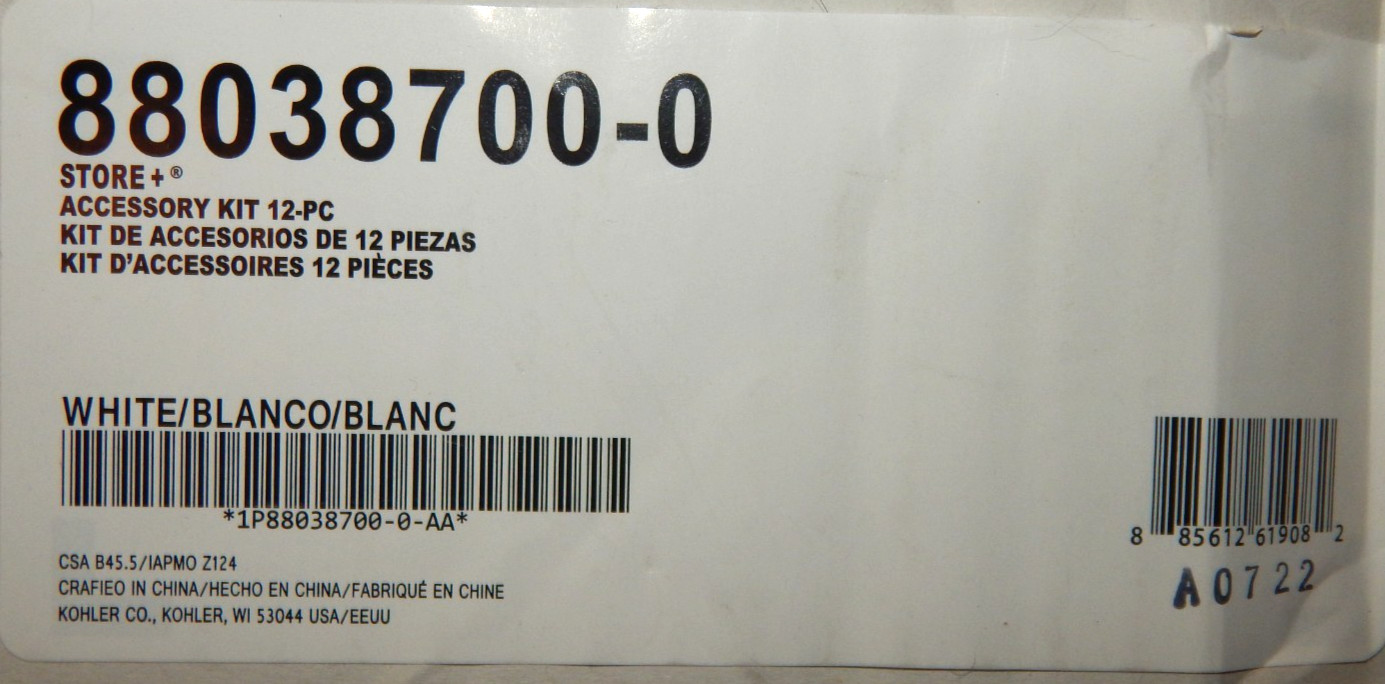 88038700-0
STORE+®
ACCESSORY KIT 12-PC
KIT DE ACCESORIOS DE 12 PIEZAS
KIT D'ACCESSOIRES 12 PIÈCES
WHITE/BLANCO/BLANC
*1P88038700-0-AA*
CSA B45.5/IAPMO Z124
CRAFIEO IN CHINA/HECHO EN CHINA/FABRIQUÉ EN CHINE
KOHLER CO., KOHLER, WI 53044 USA/EEUU
8 85612 61908 2
A0722